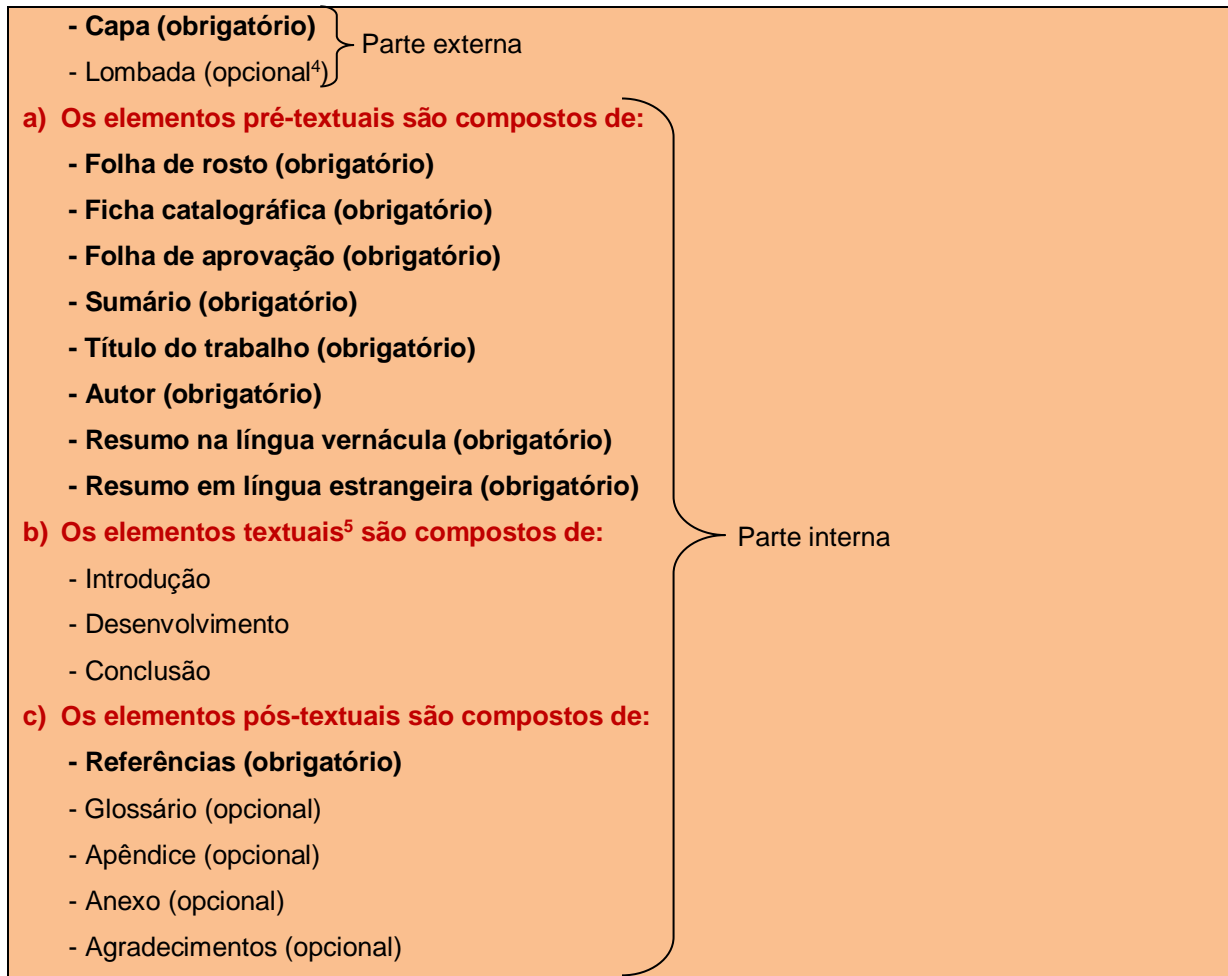 - Capa (obrigatório)
Parte externa
- Lombada (opcional⁴)
a) Os elementos pré-textuais são compostos de:
- Folha de rosto (obrigatório)
- Ficha catalográfica (obrigatório)
- Folha de aprovação (obrigatório)
- Sumário (obrigatório)
- Título do trabalho (obrigatório)
- Autor (obrigatório)
- Resumo na língua vernácula (obrigatório)
- Resumo em língua estrangeira (obrigatório)
b) Os elementos textuais⁵ são compostos de:
Parte interna
- Introdução
- Desenvolvimento
- Conclusão
c) Os elementos pós-textuais são compostos de:
- Referências (obrigatório)
- Glossário (opcional)
- Apêndice (opcional)
- Anexo (opcional)
- Agradecimentos (opcional)